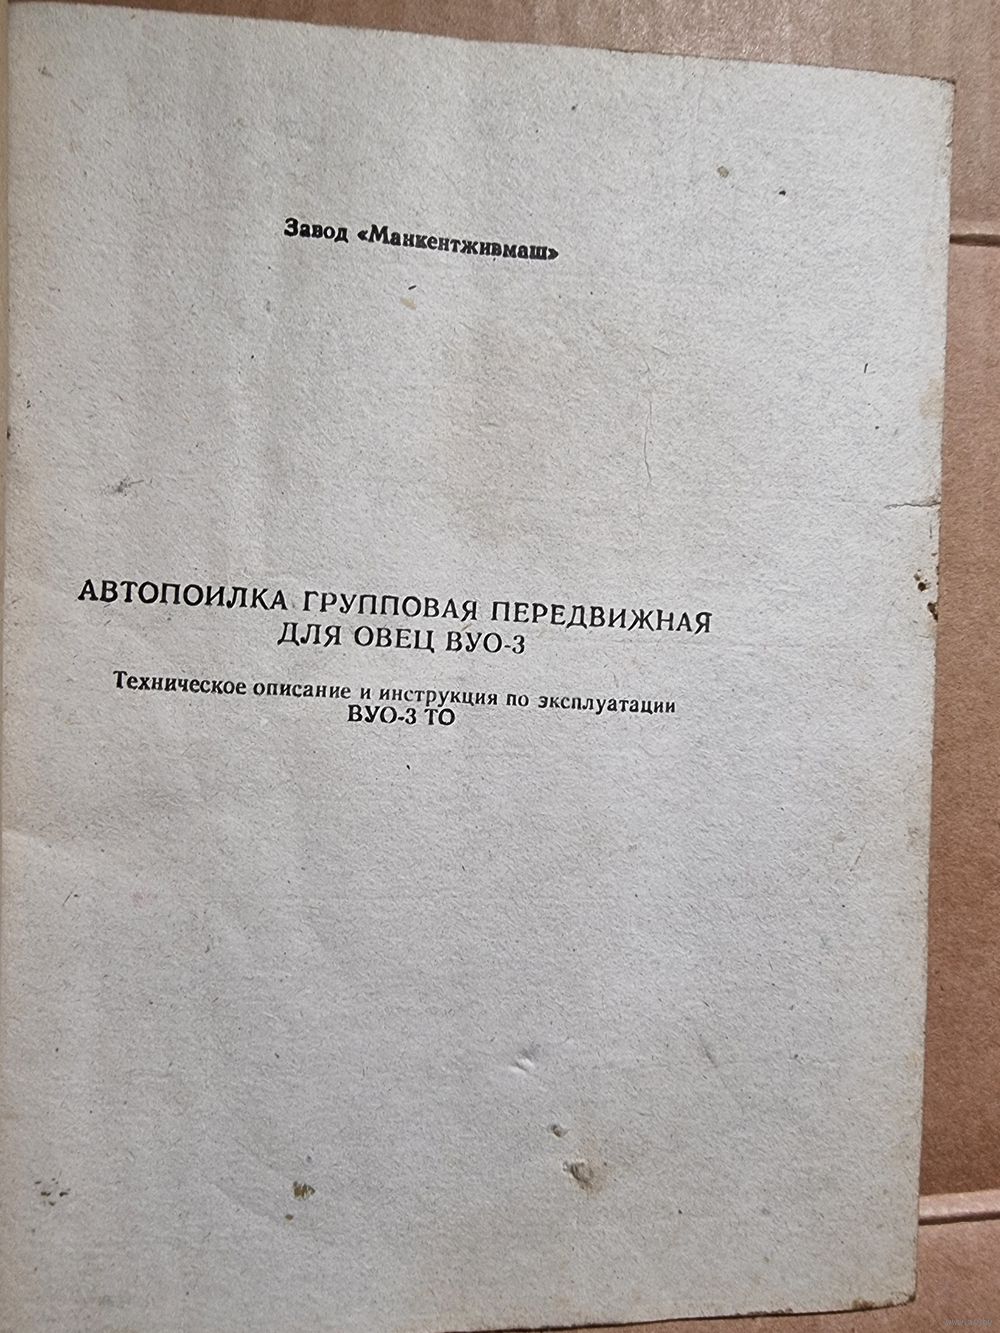 Завод «Манкентживмаш»
АВТОПОИЛКА ГРУППОВАЯ ПЕРЕДВИЖНАЯ
ДЛЯ ОВЕЦ ВУО-3
Техническое описание и инструкция по эксплуатации
ВУО-3 ТО